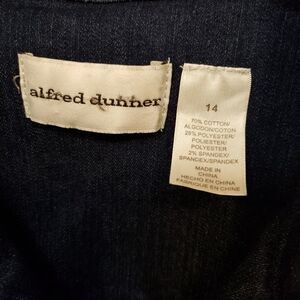 alfred dunner
14
70% COTTON/
ALGODON/COTON
28% POLYESTER/
POLIESTER/
POLYESTER
2% SPANDEX/
SPANDEX/SPANDEX
MADE IN
CHINA
HECHO EN CHINA
FABRIQUÉ EN CHINE